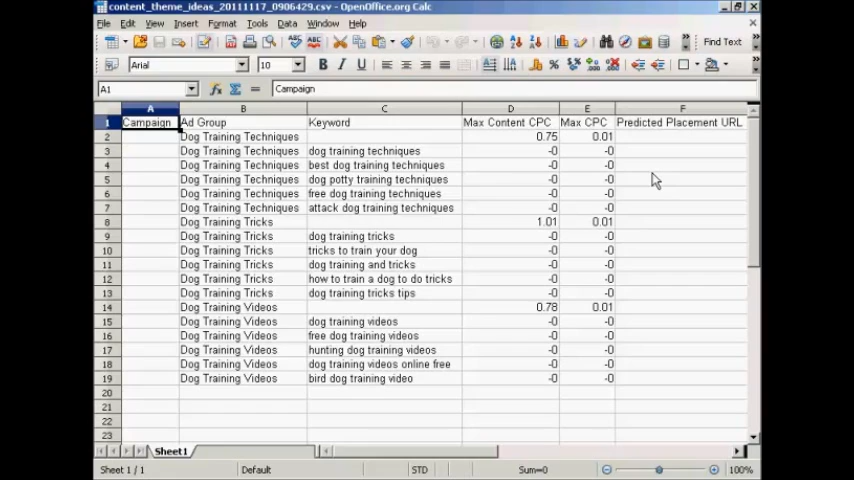 content_theme_ideas_20111117_0906429.csv - OpenOffice.org Calc
File Edit View Insert Format Tools Data Window Help
Find Text
Arial 10 B I U
A1 Σ = Campaign
A B C D E F
1 Campaign Ad Group Keyword Max Content CPC Max CPC Predicted Placement URL
2 Dog Training Techniques 0.75 0.01
3 Dog Training Techniques dog training techniques -0 -0
4 Dog Training Techniques best dog training techniques -0 -0
5 Dog Training Techniques dog potty training techniques -0 -0
6 Dog Training Techniques free dog training techniques -0 -0
7 Dog Training Techniques attack dog training techniques -0 -0
8 Dog Training Tricks 1.01 0.01
9 Dog Training Tricks dog training tricks -0 -0
10 Dog Training Tricks tricks to train your dog -0 -0
11 Dog Training Tricks dog training and tricks -0 -0
12 Dog Training Tricks how to train a dog to do tricks -0 -0
13 Dog Training Tricks dog training tricks tips -0 -0
14 Dog Training Videos 0.78 0.01
15 Dog Training Videos dog training videos -0 -0
16 Dog Training Videos free dog training videos -0 -0
17 Dog Training Videos hunting dog training videos -0 -0
18 Dog Training Videos dog training videos online free -0 -0
19 Dog Training Videos bird dog training video -0 -0
20
21
22
23
Sheet1
Sheet 1 / 1 Default STD Sum=0 100%